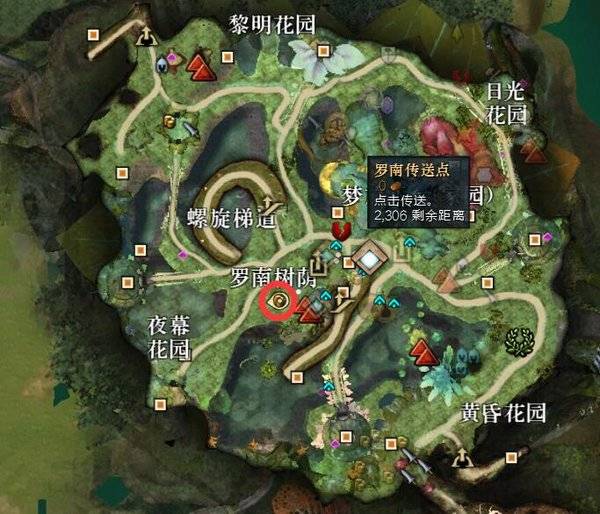 黎明花园
日光
花园
罗南传送点
0
点击传送。
2,306 剩余距离
梦
园)
螺旋梯道
罗南树荫
夜幕
花园
黄昏花园